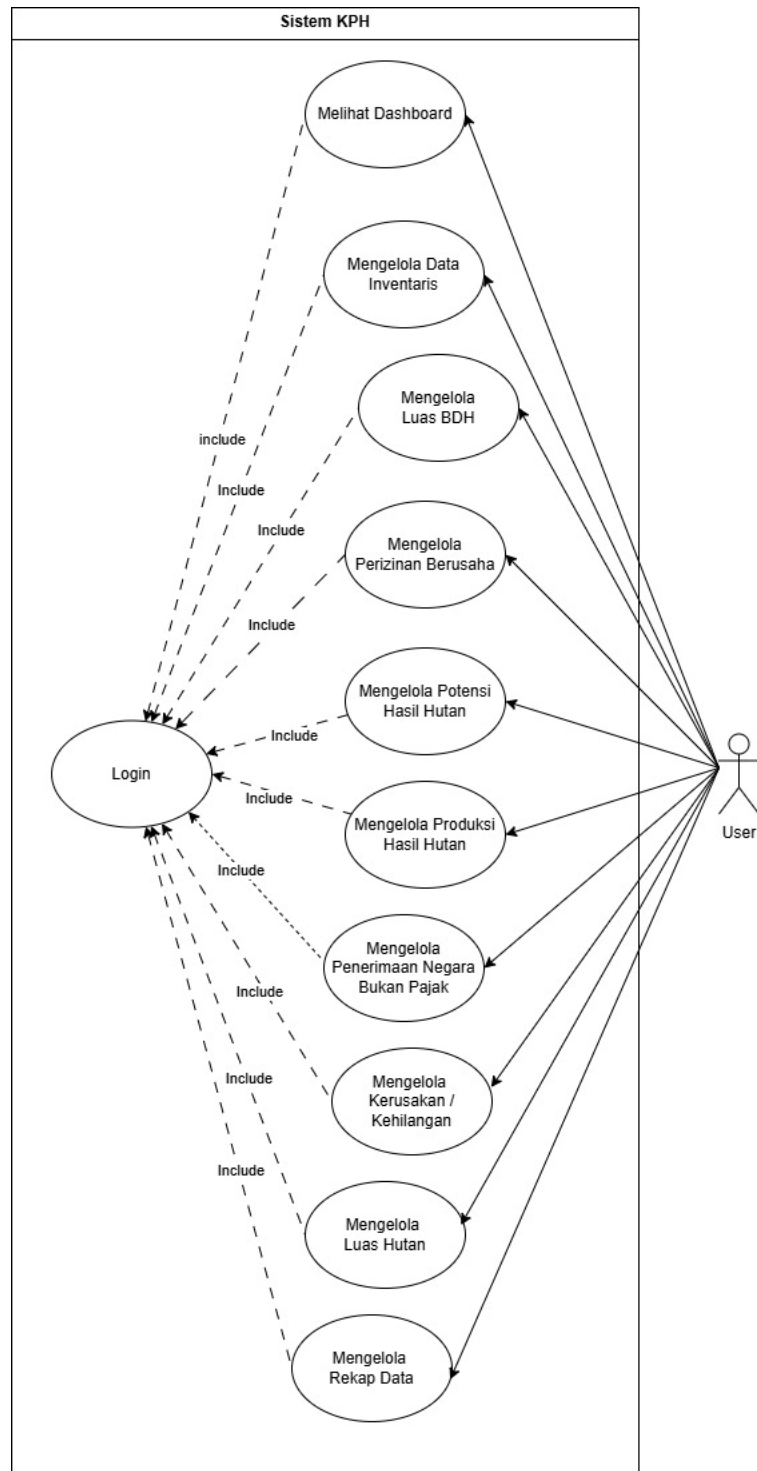 Sistem KPH
Melihat Dashboard
Mengelola Data
Inventaris
Mengelola
Luas BDH
include
Include
Include
Mengelola
Perizinan Berusaha
Include
Mengelola Potensi
Hasil Hutan
Include
Login
User
Include
Mengelola Produksi
Hasil Hutan
Include
Mengelola
Penerimaan Negara
Bukan Pajak
Include
Mengelola
Kerusakan /
Kehilangan
Include
Include
Mengelola
Luas Hutan
Mengelola
Rekap Data